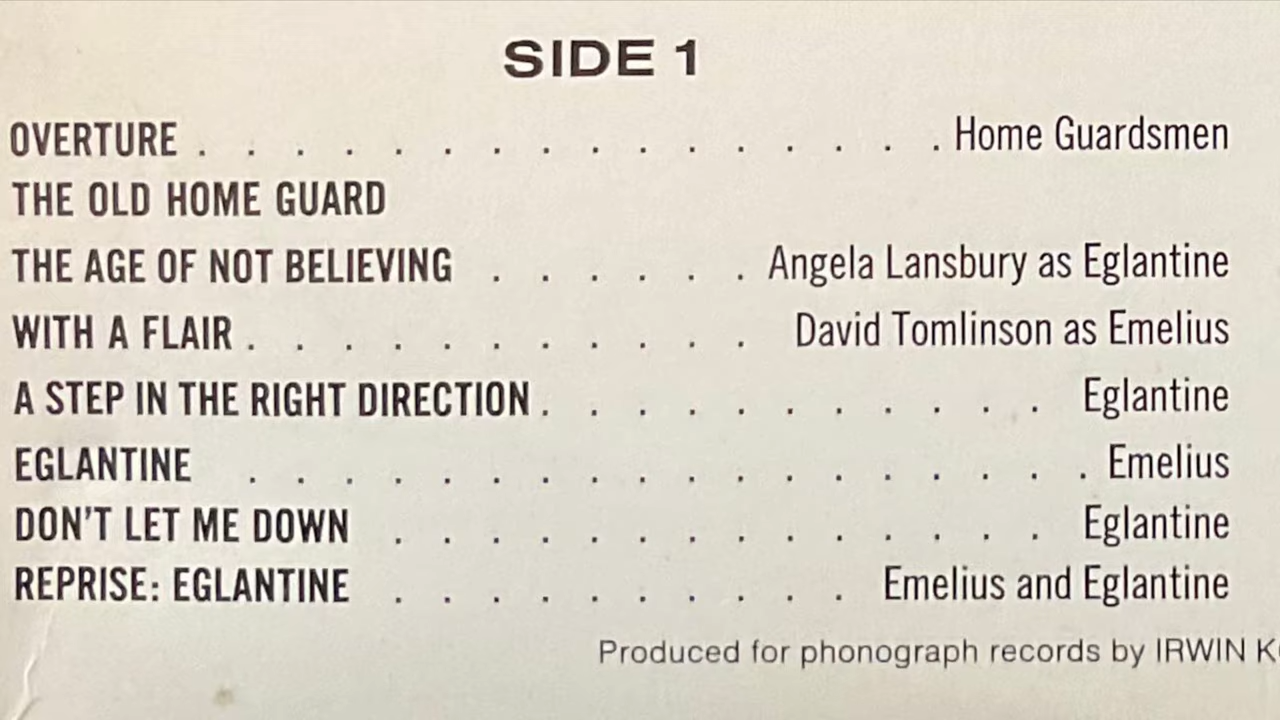 SIDE 1
OVERTURE . . . . . . . . . . . . . . . . Home Guardsmen
THE OLD HOME GUARD
THE AGE OF NOT BELIEVING . . . . . . Angela Lansbury as Eglantine
WITH A FLAIR . . . . . . . . . . . David Tomlinson as Emelius
A STEP IN THE RIGHT DIRECTION . . . . . . . . . . . Eglantine
EGLANTINE . . . . . . . . . . . . . . . . . . Emelius
DON'T LET ME DOWN . . . . . . . . . . . . . . Eglantine
REPRISE: EGLANTINE . . . . . . . . . . Emelius and Eglantine
Produced for phonograph records by IRWIN